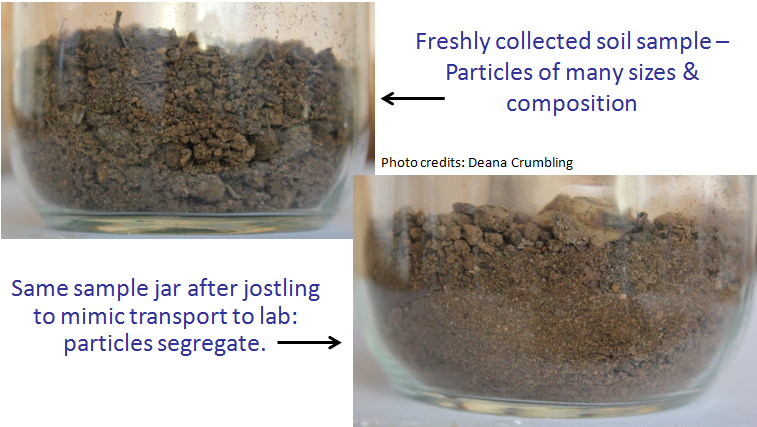 Freshly collected soil sample –
Particles of many sizes &
composition
Photo credits: Deana Crumbling
Same sample jar after jostling
to mimic transport to lab:
particles segregate.